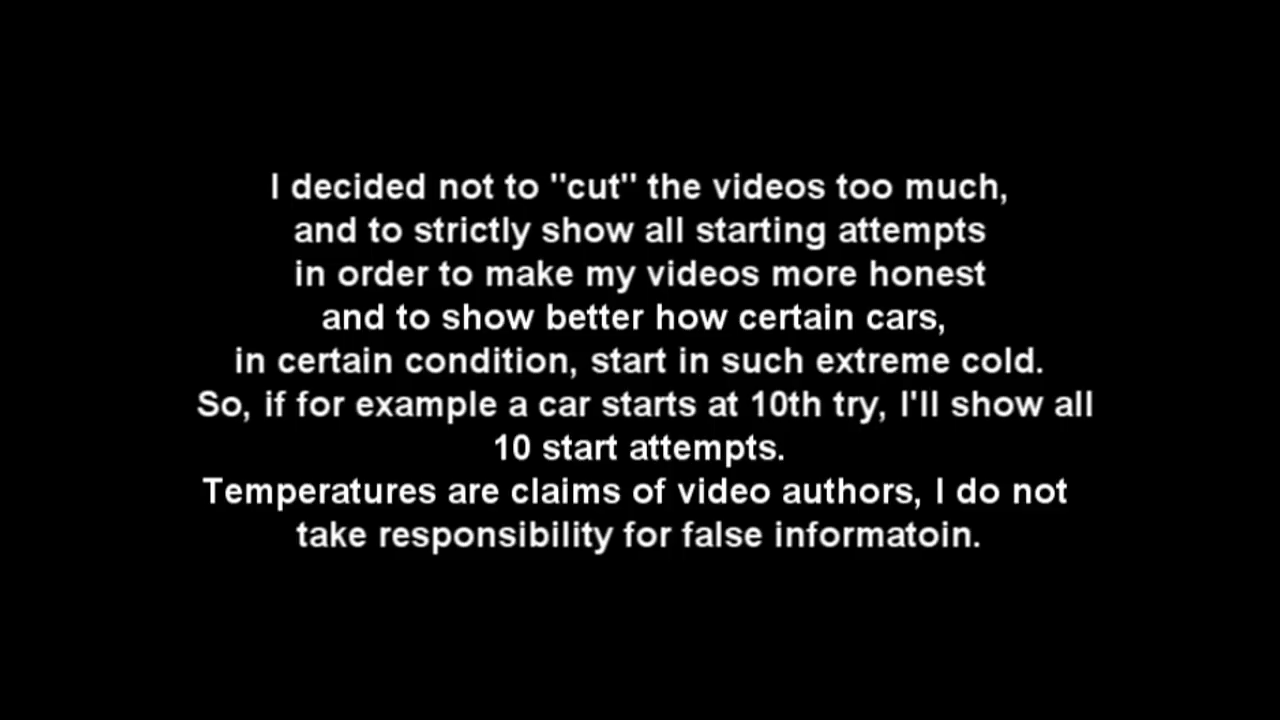 I decided not to "cut" the videos too much,
and to strictly show all starting attempts
in order to make my videos more honest
and to show better how certain cars,
in certain condition, start in such extreme cold.
So, if for example a car starts at 10th try, I'll show all
10 start attempts.
Temperatures are claims of video authors, I do not
take responsibility for false informatoin.